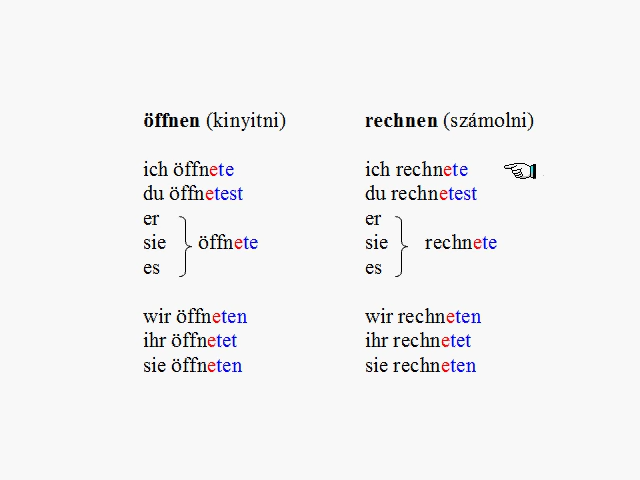 öffnen (kinyitni)
ich öffnete
du öffnetest
er
sie öffnete
es
wir öffneten
ihr öffnetet
sie öffneten
rechnen (számolni)
ich rechnete
du rechnetest
er
sie rechnete
es
wir rechneten
ihr rechnetet
sie rechneten